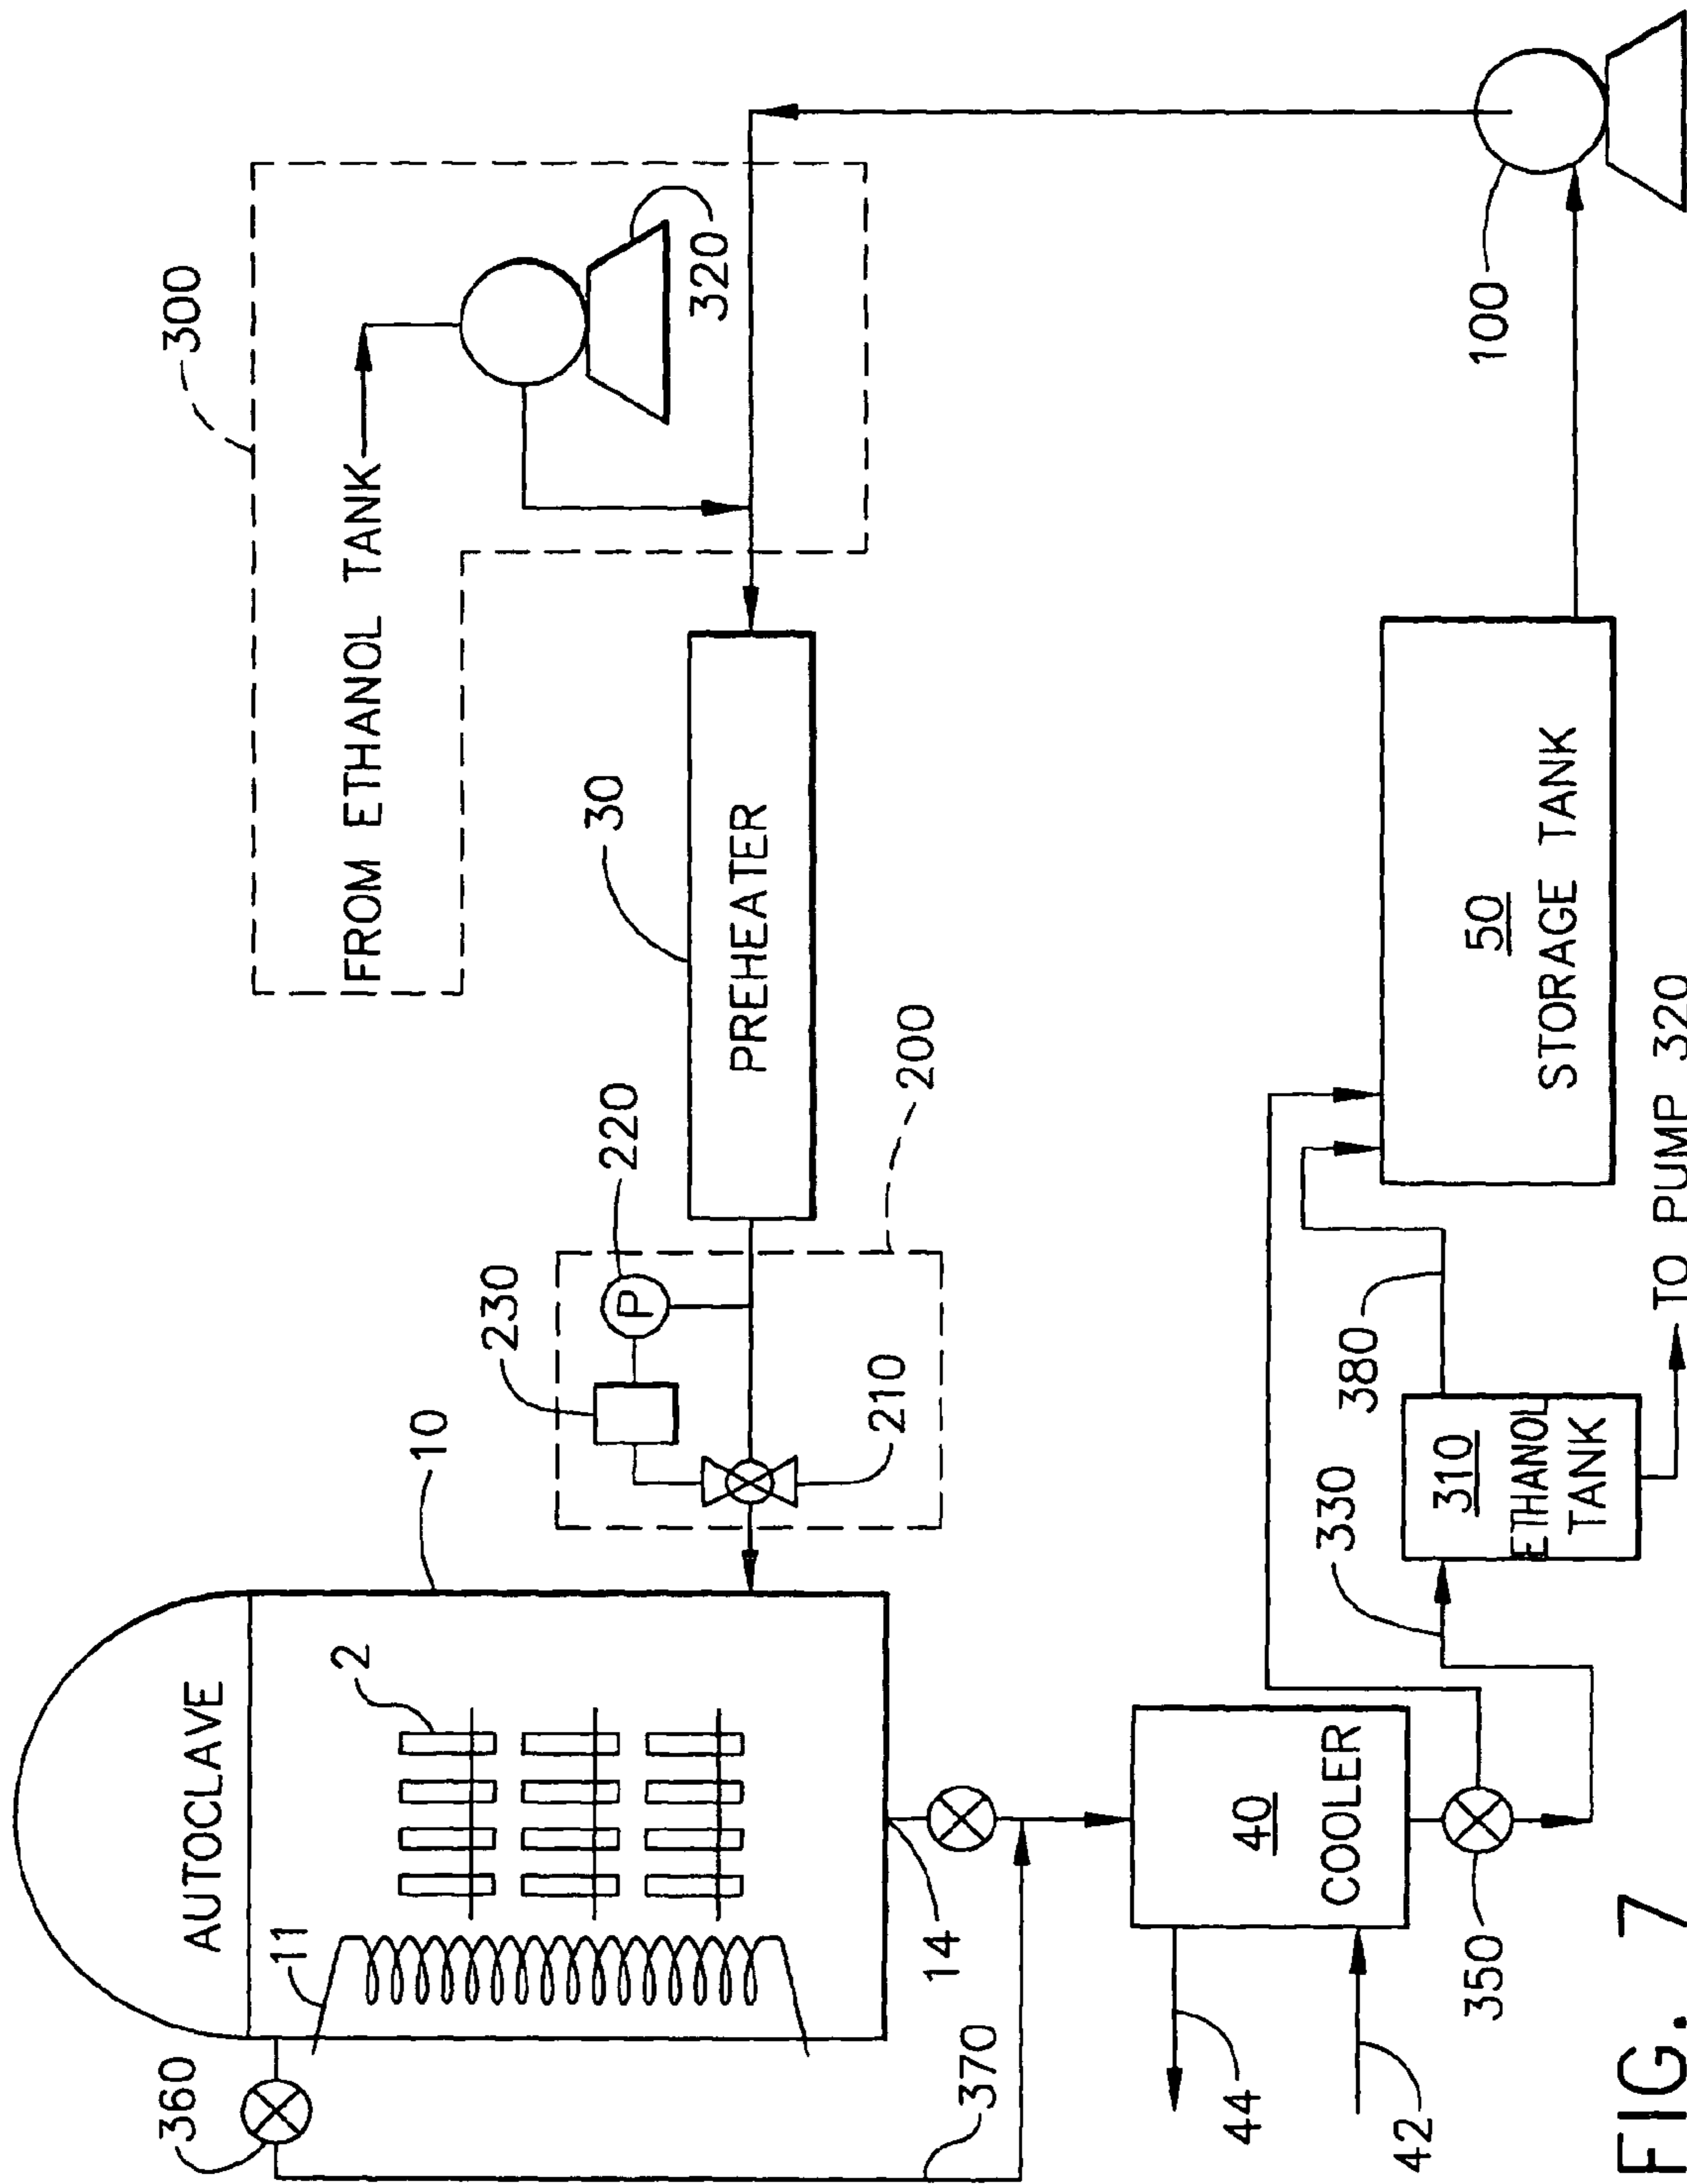 360
11
AUTOCLAVE
10
2
230
220
30
300
FROM ETHANOL TANK
320
P
PREHEATER
210
200
370
14
44
42
40
COOLER
350
330
380
310
ETHANOL
TANK
TO PUMP 320
50
STORAGE TANK
100
FIG. 7